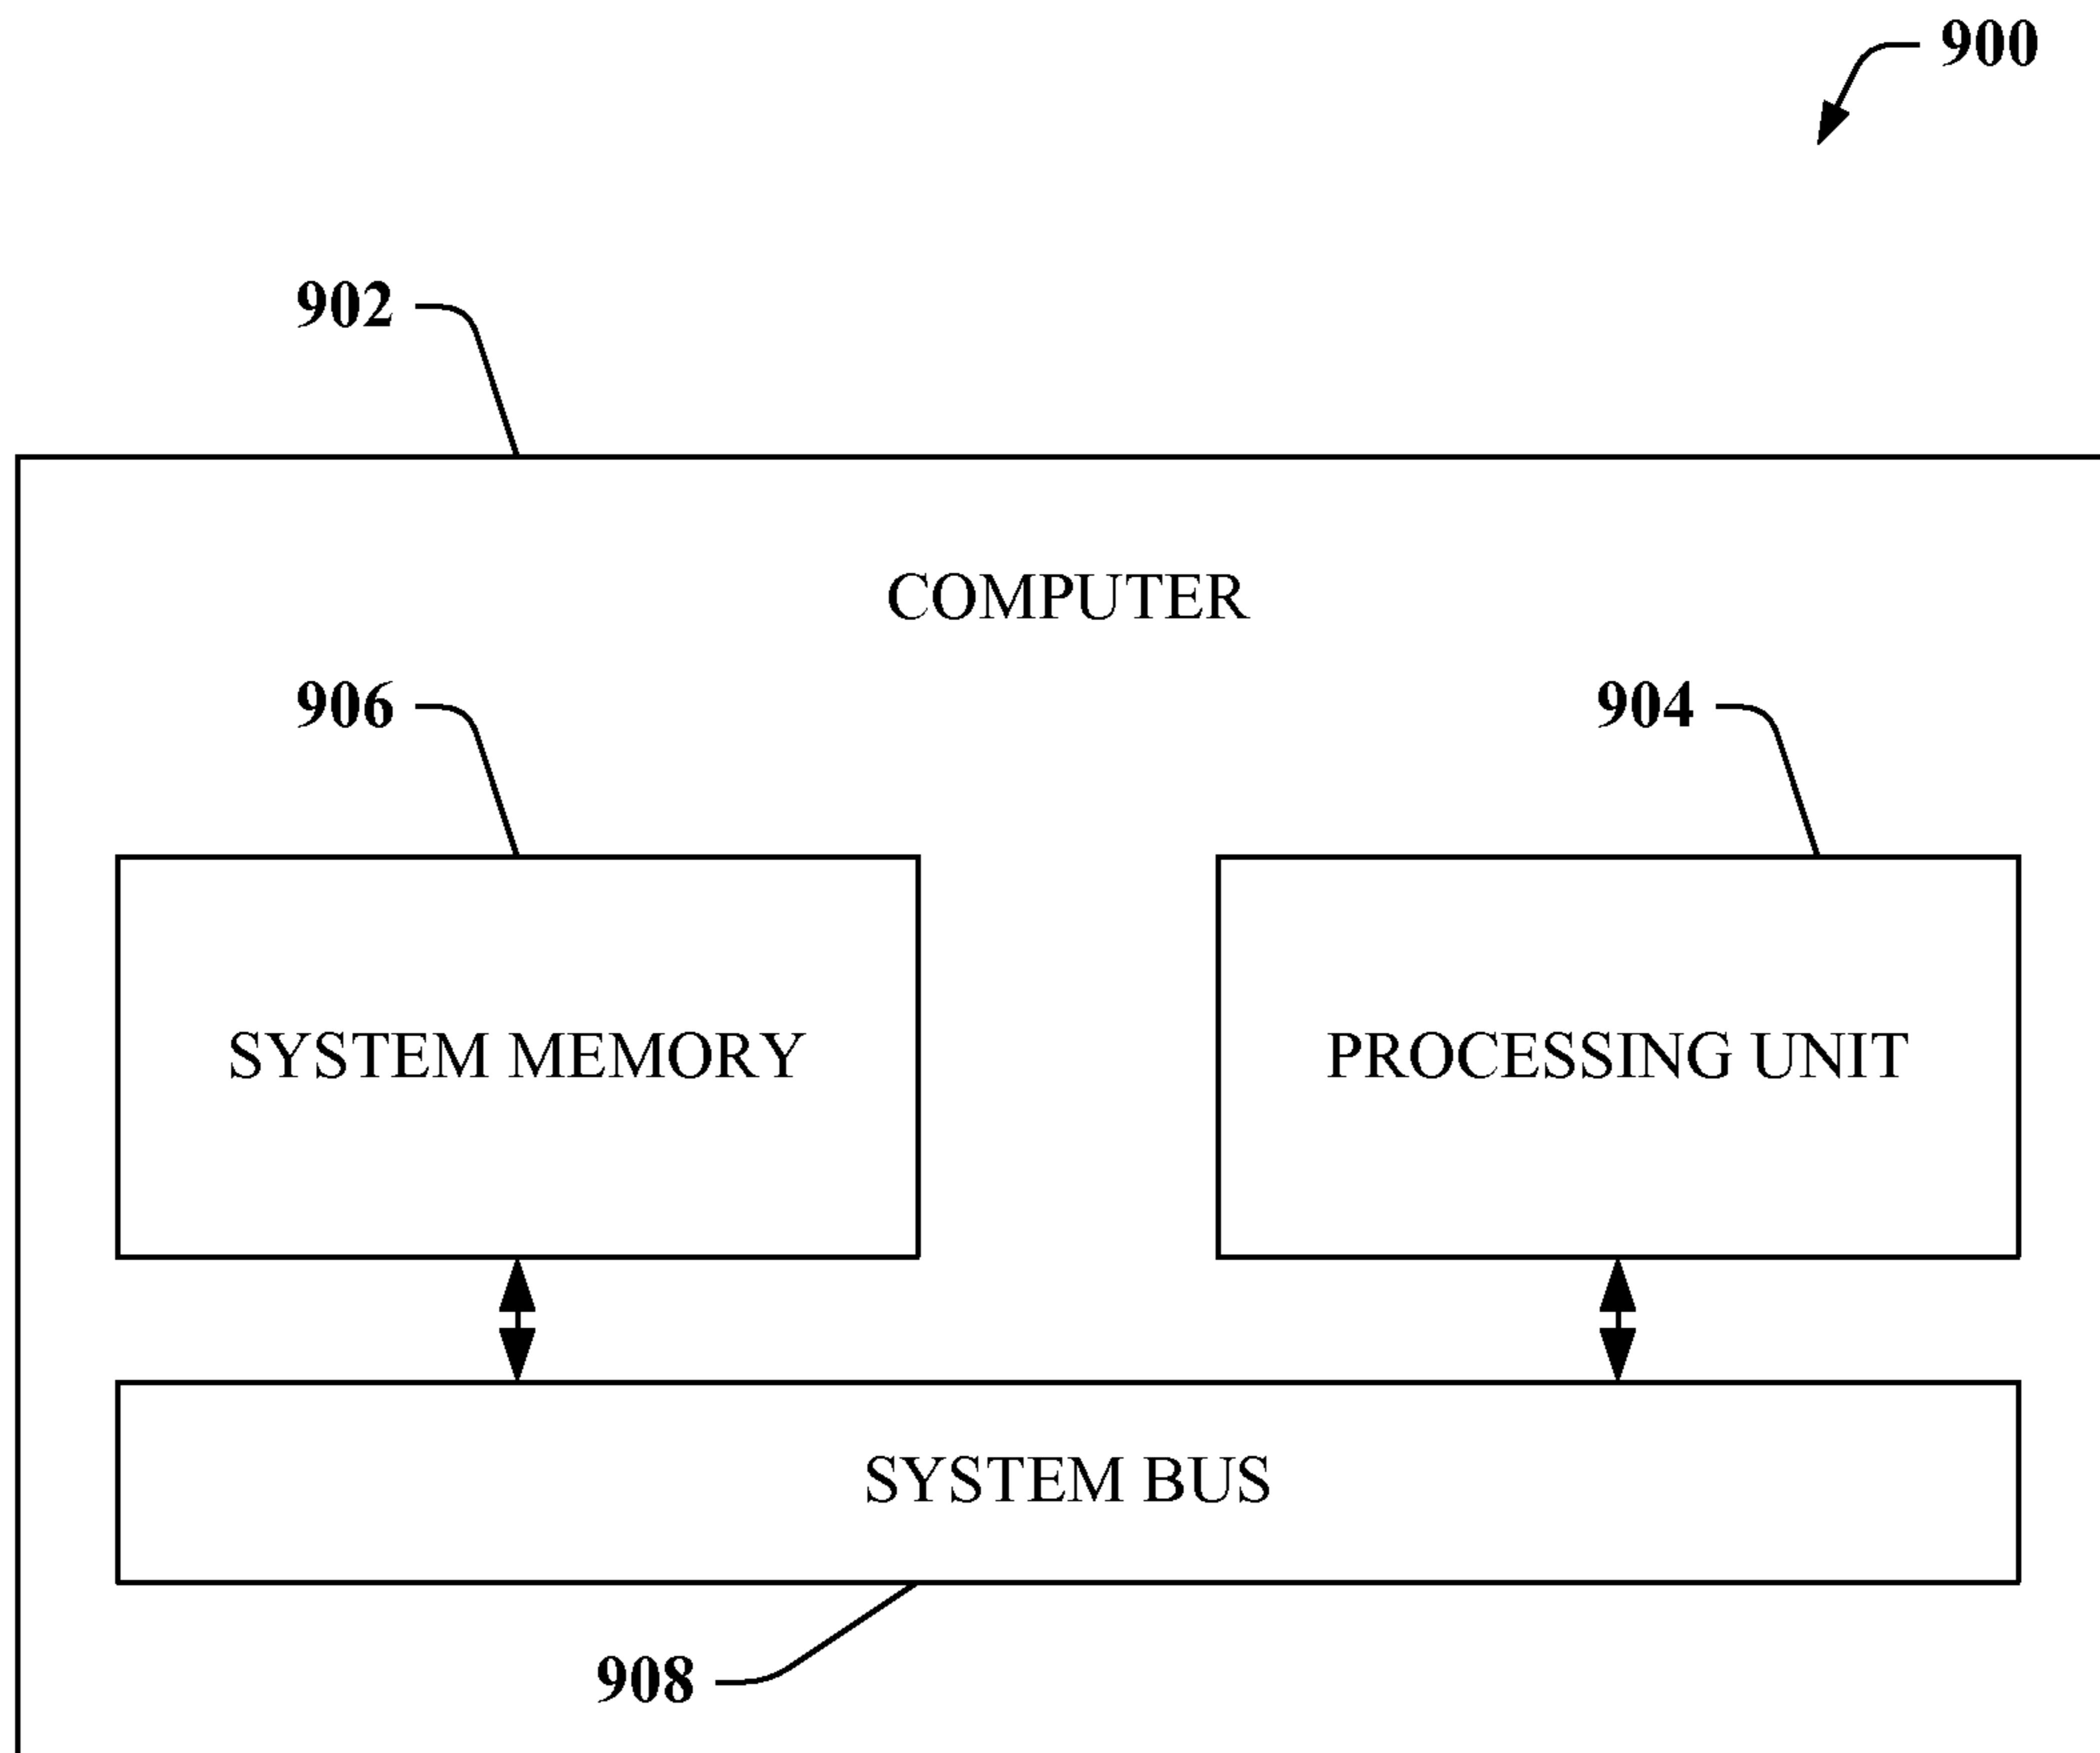 900
902
COMPUTER
906
904
SYSTEM MEMORY
PROCESSING UNIT
SYSTEM BUS
908